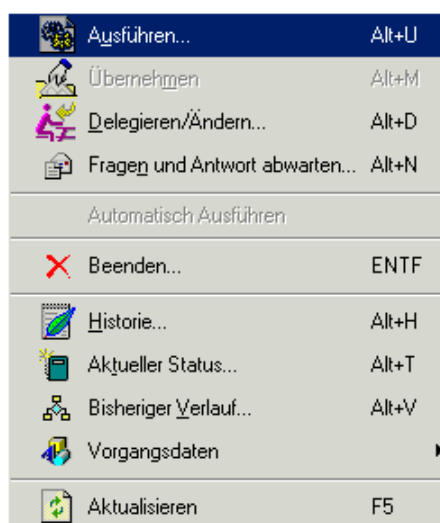 Ausführen... Alt+U
Übernehmen Alt+M
Delegieren/Ändern... Alt+D
Fragen und Antwort abwarten... Alt+N
Automatisch Ausführen
Beenden... ENTF
Historie... Alt+H
Aktueller Status... Alt+T
Bisheriger Verlauf... Alt+V
Vorgangsdaten
Aktualisieren F5